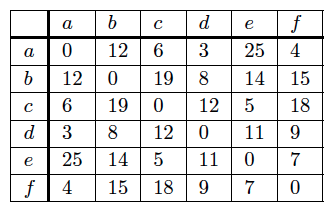 a b c d e f
a 0 12 6 3 25 4
b 12 0 19 8 14 15
c 6 19 0 12 5 18
d 3 8 12 0 11 9
e 25 14 5 11 0 7
f 4 15 18 9 7 0